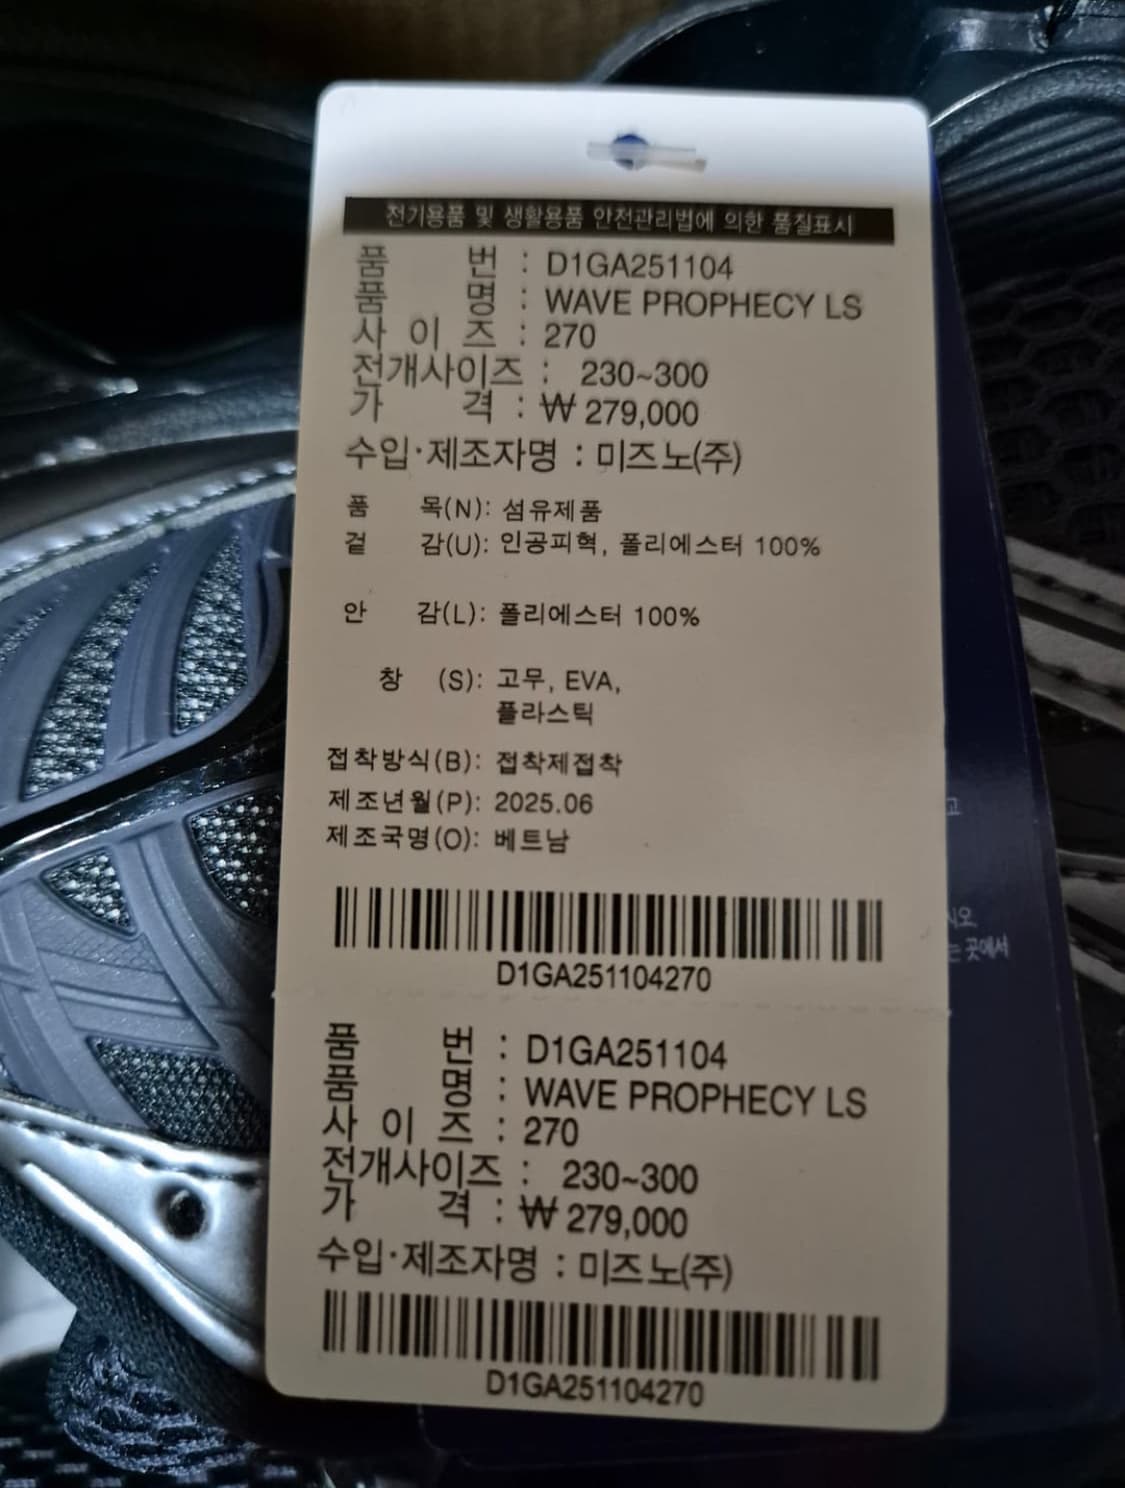 전기용품 및 생활용품 안전관리법에 의한 품질표시
품 번 : D1GA251104
품 명 : WAVE PROPHECY LS
사 이 즈 : 270
전개사이즈 : 230~300
가 격 : ₩ 279,000
수입·제조자명 : 미즈노(주)
품 목(N): 섬유제품
겉 감(U): 인공피혁, 폴리에스터 100%
안 감(L): 폴리에스터 100%
창 (S): 고무, EVA,
플라스틱
접착방식(B): 접착제접착
제조년월(P): 2025.06
제조국명(O): 베트남
D1GA251104270
품 번 : D1GA251104
품 명 : WAVE PROPHECY LS
사 이 즈 : 270
전개사이즈 : 230~300
가 격 : ₩ 279,000
수입·제조자명 : 미즈노(주)
D1GA251104270
고
시오
는 곳에서